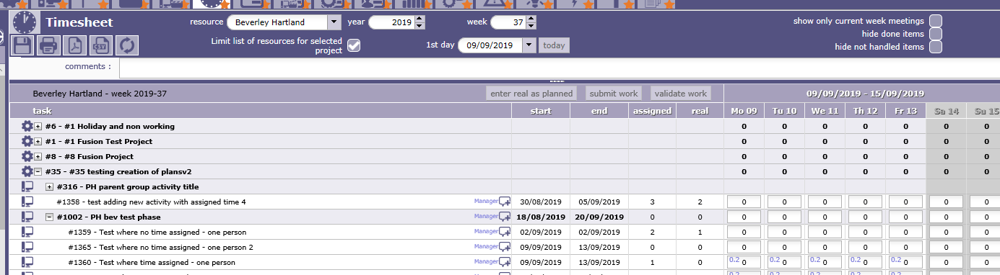 Timesheet resource Beverley Hartland year 2019 week 37 show only current week meetings
hide done items
Limit list of resources for selected project 1st day 09/09/2019 today
hide not handled items
CSV
comments :
Beverley Hartland - week 2019-37 enter real as planned submit work validate work 09/09/2019 - 15/09/2019
task start end assigned real Mo 09 Tu 10 We 11 Th 12 Fr 13 Sa 14 Su 15
#6 - #1 Holiday and non working 0 0 0 0 0 0 0
#1 - #1 Fusion Test Project 0 0 0 0 0 0 0
#8 - #8 Fusion Project 0 0 0 0 0 0 0
#35 - #35 testing creation of plansv2 0 0 0 0 0 0 0
#316 - PH parent group activity title
#1358 - test adding new activity with assigned time 4 Manager 30/08/2019 05/09/2019 3 2 0 0 0 0 0 0 0
#1002 - PH bev test phase Manager 18/08/2019 20/09/2019 0 0 0 0 0 0 0 0 0
#1359 - Test where no time assigned - one person Manager 02/09/2019 02/09/2019 2 1 0 0 0 0 0 0 0
#1365 - Test where no time assigned - one person 2 Manager 09/09/2019 13/09/2019 0 0 0 0 0 0 0 0 0
#1360 - Test where time assigned - one person Manager 09/09/2019 13/09/2019 1 0 0.2 0 0.2 0 0.2 0 0.2 0 0.2 0 0 0
0.2 0.2 0.2 0.2 0.2